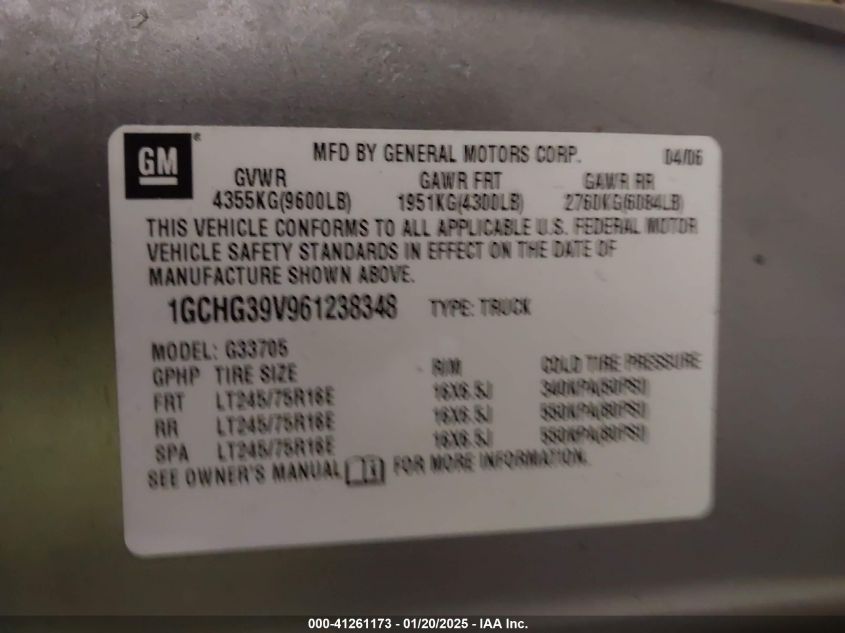 GM ® MFD BY GENERAL MOTORS CORP. 04/06
GVWR GAWR FRT GAWR RR
4355KG(9600LB) 1951KG(4300LB) 2760KG(6084LB)
THIS VEHICLE CONFORMS TO ALL APPLICABLE U.S. FEDERAL MOTOR
VEHICLE SAFETY STANDARDS IN EFFECT ON THE DATE OF
MANUFACTURE SHOWN ABOVE.
1GCHG39V961238348 TYPE: TRUCK
MODEL: G33705
GPHP TIRE SIZE RIM COLD TIRE PRESSURE
FRT LT245/75R16E 16X6.5J
RR LT245/75R16E 16X6.5J 550KPA(80PSI)
SPA LT245/75R16E 16X6.5J 550KPA(80PSI)
SEE OWNER'S MANUAL FOR MORE INFORMATION.
000-41261173 - 01/20/2025 - IAA Inc.